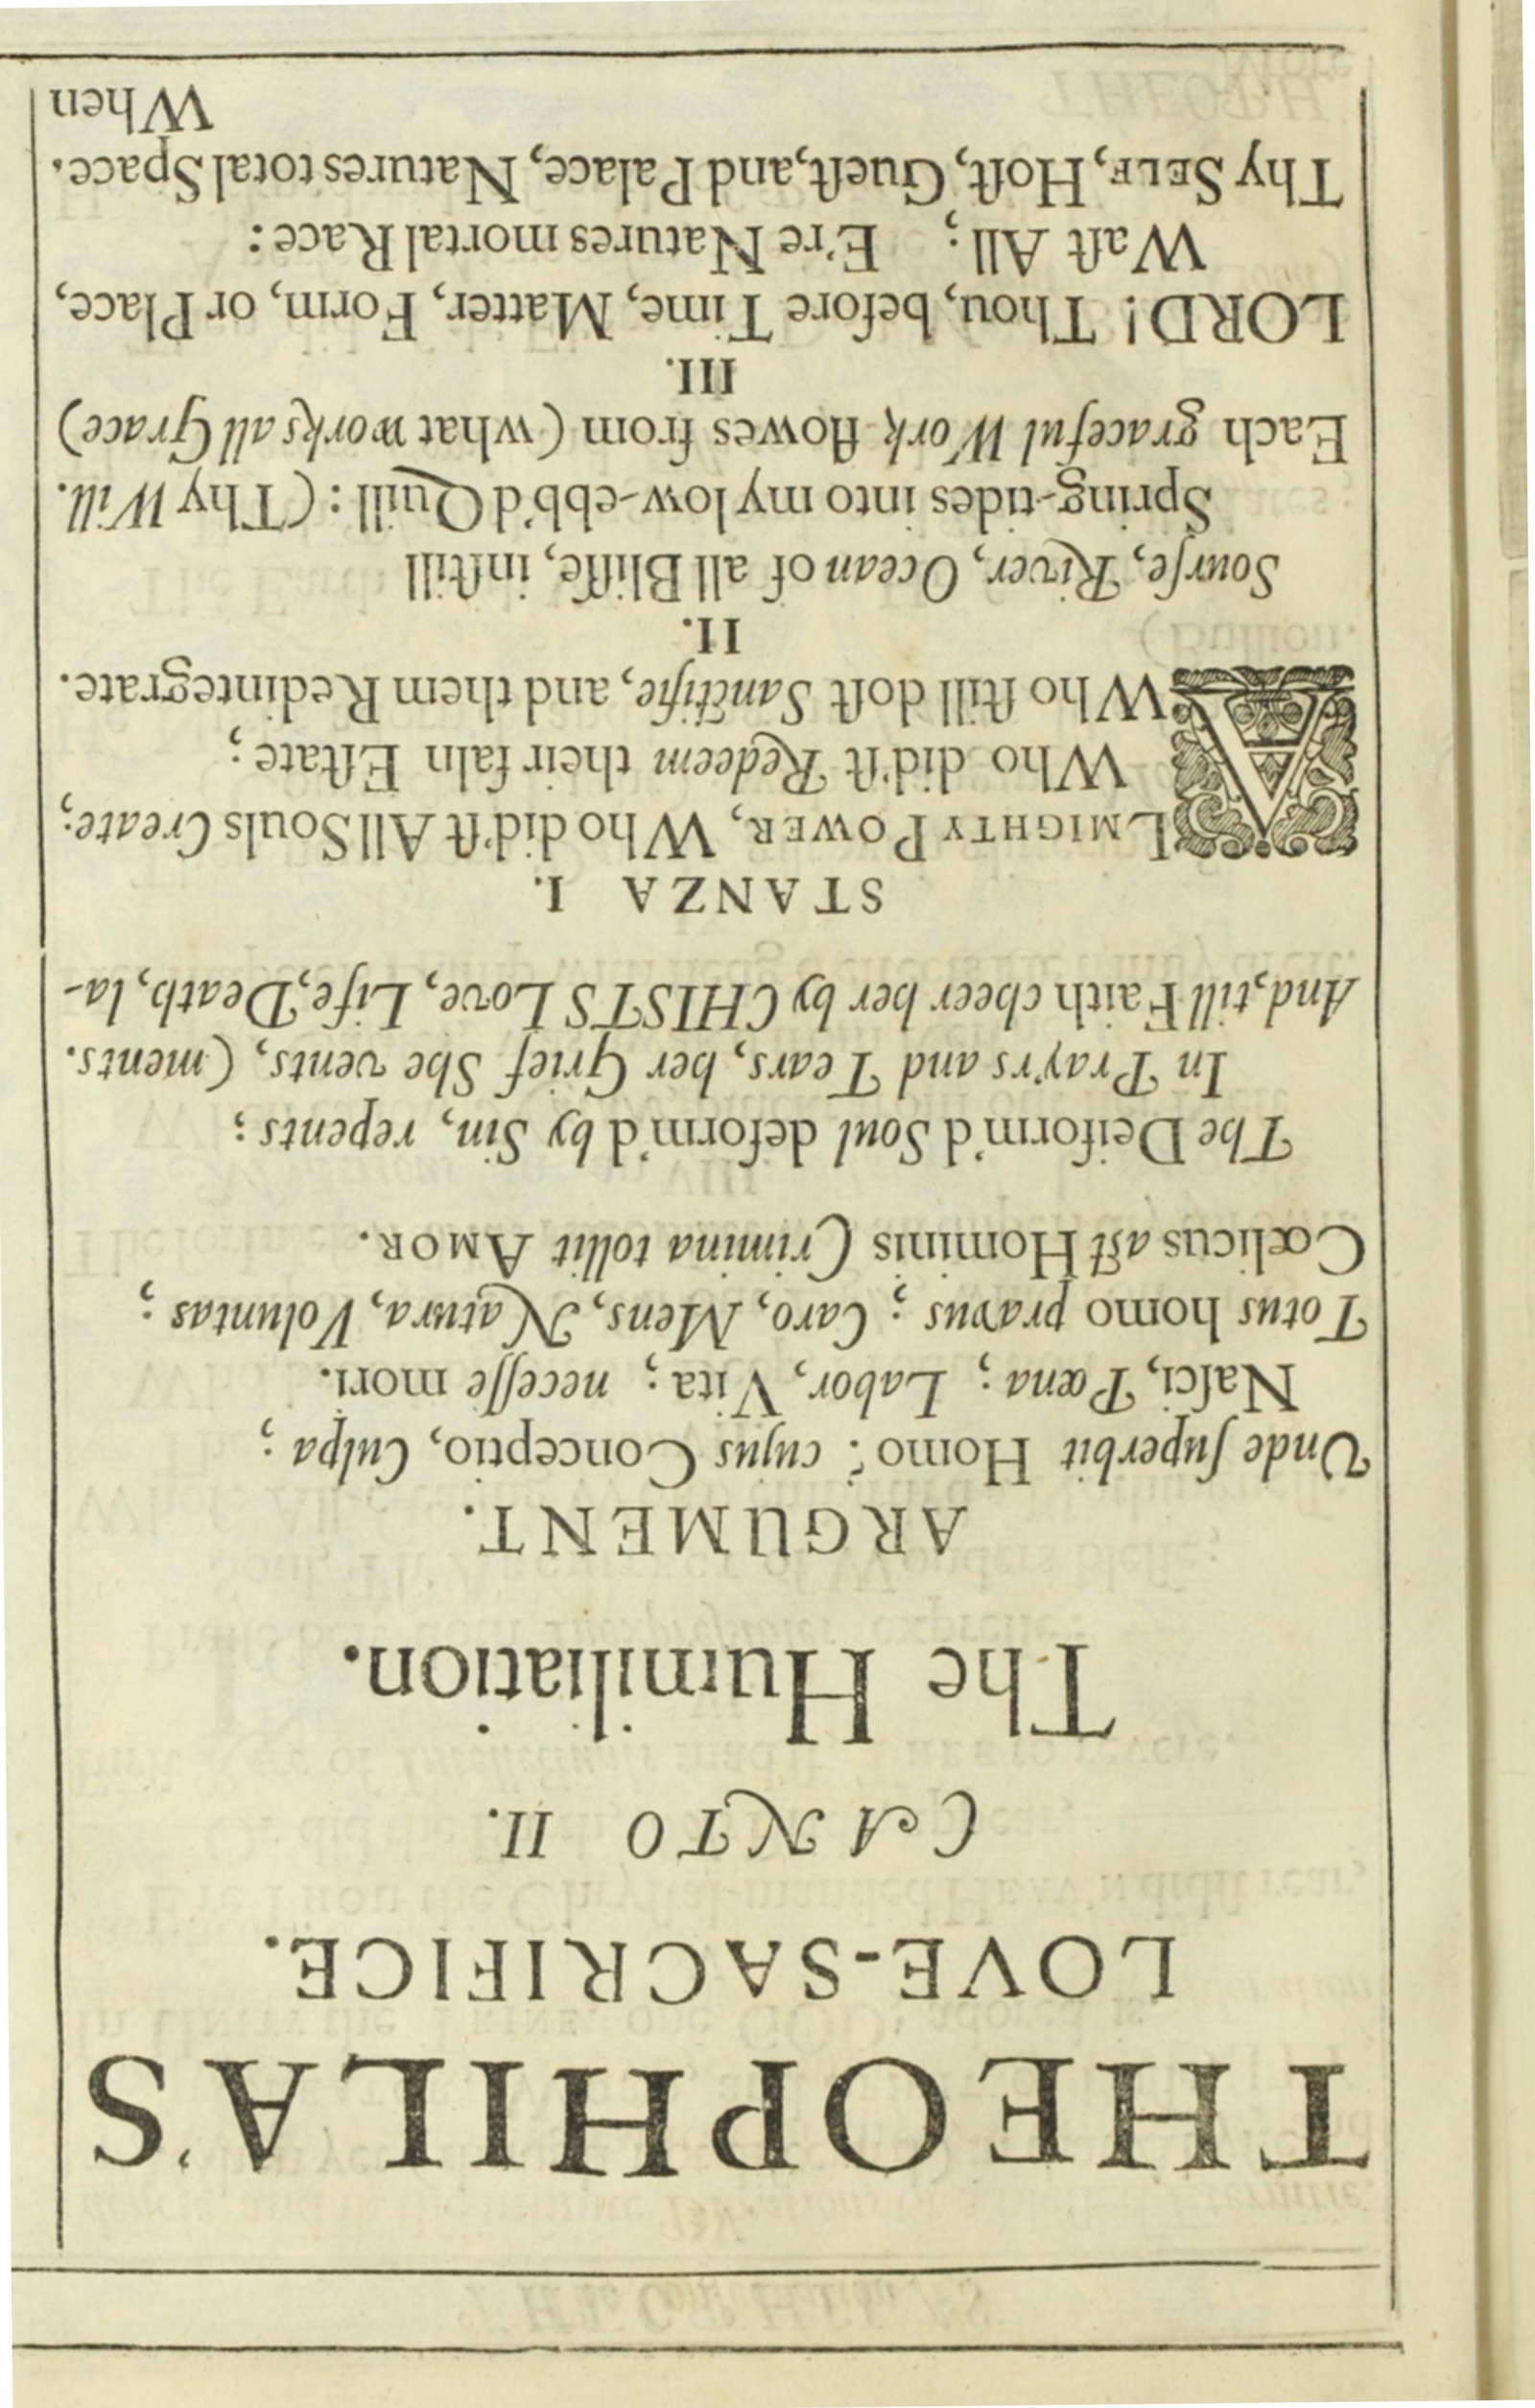 THEOPHILA'S
LOVE-SACRIFICE.
CANTO II.
The Humiliation.
ARGUMENT.
Unde ſuperbit Homo? cujus Conceptio, Culpa;
Naſci, Pœna; Labor, Vita; neceſſe mori.
Totus homo pravus; Caro, Mens, Natura, Voluntas;
Cœlicus aſt Hominis Crimina tollit AMOR.
The Deiform'd Soul deform'd by Sin, repents;
In Pray'rs and Tears, her Grief She vents, (ments.
And, till Faith cheer her by CHISTS Love, Life, Death, la-
STANZA I.
ALMIGHTY POWER, Who did'ſt All Souls Create;
Who did'ſt Redeem their faln Eſtate;
Who ſtill doſt Sanctifie, and them Redintegrate.
II.
Sourſe, River, Ocean of all Bliſſe, inſtill
Spring-tides into my low-ebb'd Quill: (Thy Will.
Each graceful Work flowes from (what works all Grace)
III.
LORD! Thou, before Time, Matter, Form, or Place,
Waſt All; E're Natures mortal Race:
Thy SELF, Hoſt, Gueſt, and Palace, Natures total Space.
When